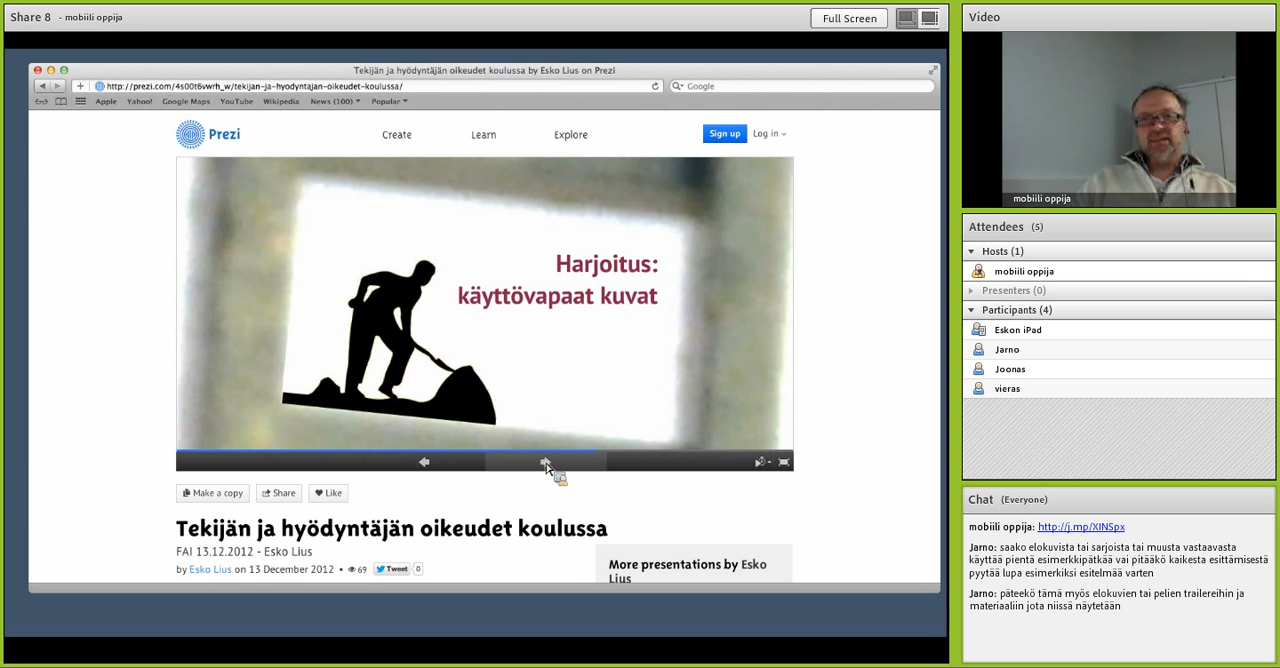 Share 8 - mobiili oppija
Full Screen
Tekijän ja hyödyntäjän oikeudet koulussa by Esko Lius on Prezi
http://prezi.com/4s00t6vwrh_w/tekijan-ja-hyodyntajan-oikeudet-koulussa/
Google
Apple Yahoo! Google Maps YouTube Wikipedia News (100) Popular
Prezi
Create Learn Explore
Sign up Log in
Harjoitus:
käyttövapaat kuvat
Make a copy Share Like
Tekijän ja hyödyntäjän oikeudet koulussa
FAI 13.12.2012 - Esko Lius
by Esko Lius on 13 December 2012 • 69 Tweet 0
More presentations by Esko
Lius
Video
mobiili oppija
Attendees (5)
Hosts (1)
mobiili oppija
Presenters (0)
Participants (4)
Eskon iPad
Jarno
Joonas
vieras
Chat (Everyone)
mobiili oppija: http://j.mp/XINSpx
Jarno: saako elokuvista tai sarjoista tai muusta vastaavasta
käyttää pientä esimerkkipätkää vai pitääkö kaikesta esittämisestä
pyytää lupa esimerkiksi esitelmää varten
Jarno: päteekö tämä myös elokuvien tai pelien trailereihin ja
materiaaliin jota niissä näytetään